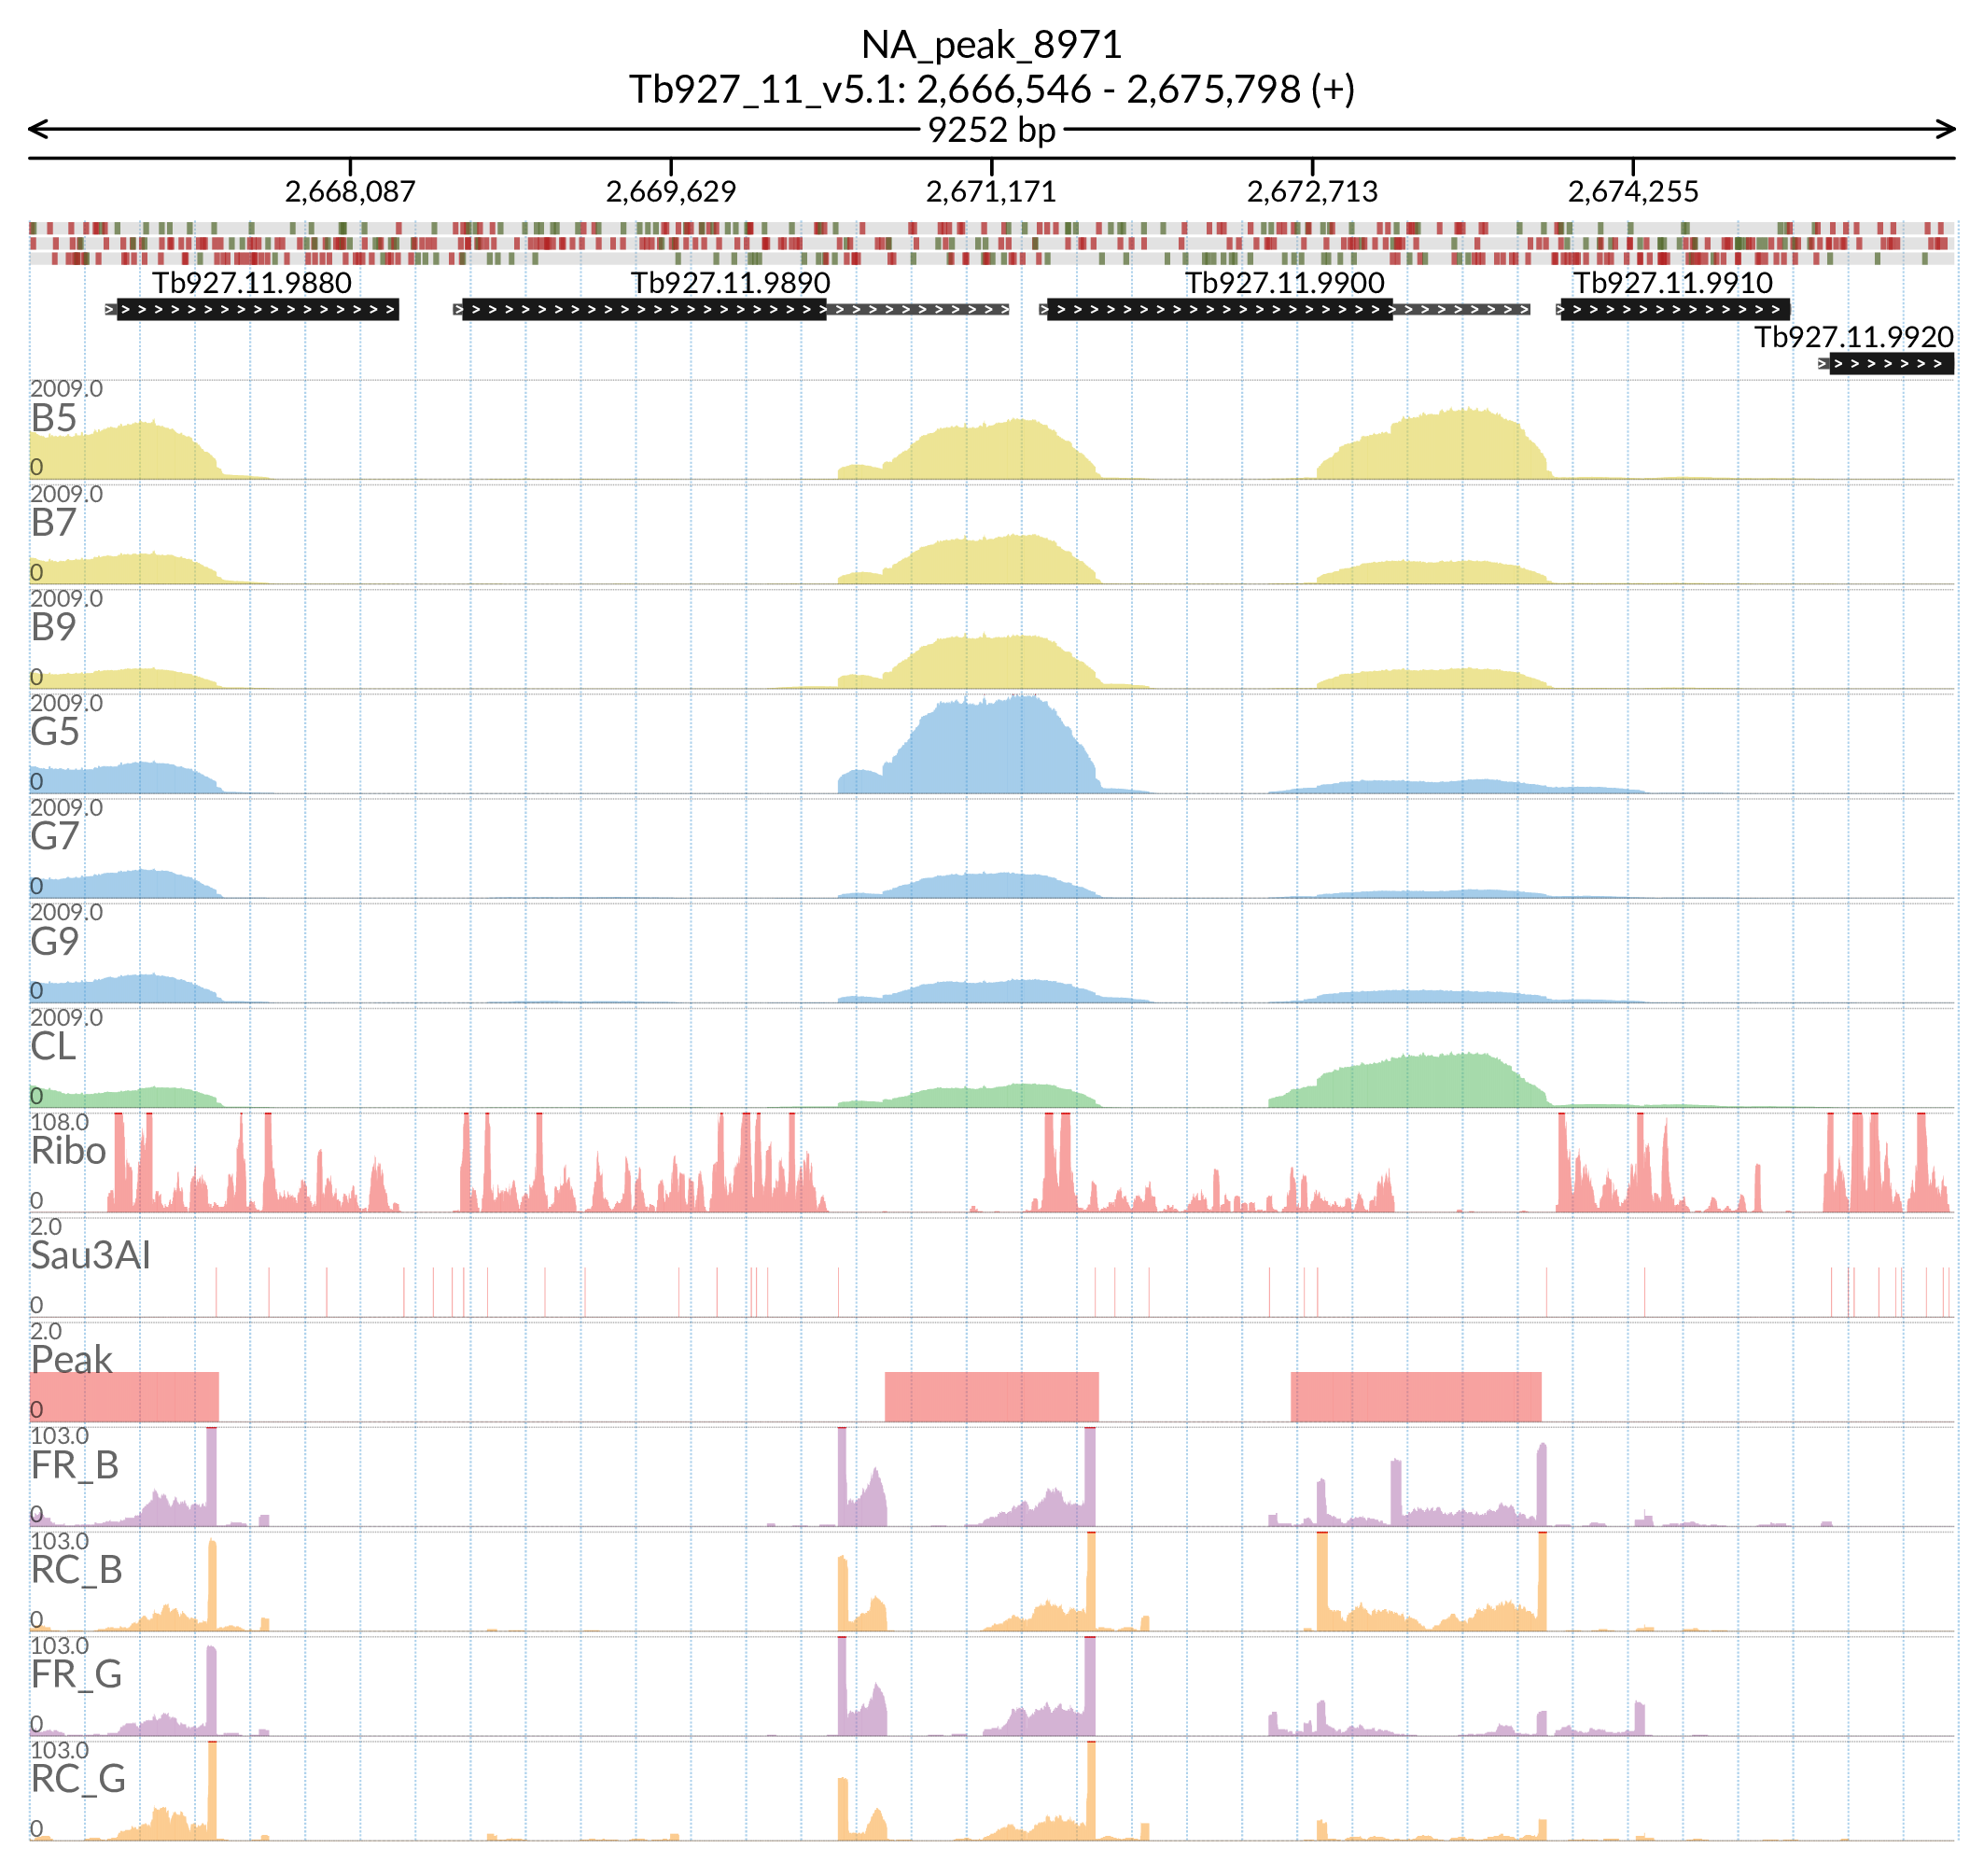 NA_peak_8971
Tb927_11_v5.1: 2,666,546 - 2,675,798 (+)
9252 bp
2,668,087 2,669,629 2,671,171 2,672,713 2,674,255
Tb927.11.9880 Tb927.11.9890 Tb927.11.9900 Tb927.11.9910
Tb927.11.9920
2009.0
B5
0
2009.0
B7
0
2009.0
B9
0
2009.0
G5
0
2009.0
G7
0
2009.0
G9
0
2009.0
CL
0
108.0
Ribo
0
2.0
Sau3AI
0
2.0
Peak
0
103.0
FR_B
0
103.0
RC_B
0
103.0
FR_G
0
103.0
RC_G
0